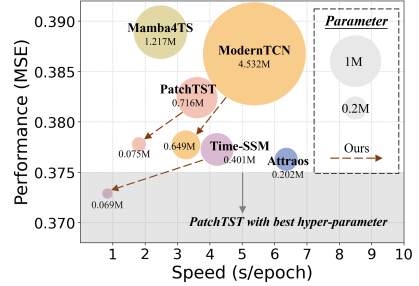 Performance (MSE)
0.390
0.385
0.380
0.375
0.370
Mamba4TS
1.217M
ModernTCN
4.532M
PatchTST
0.716M
0.075M
0.649M
Time-SSM
0.401M
Attraos
0.202M
0.069M
PatchTST with best hyper-parameter
Parameter
1M
0.2M
Ours
1 2 3 4 5 6 7 8 9 10
Speed (s/epoch)